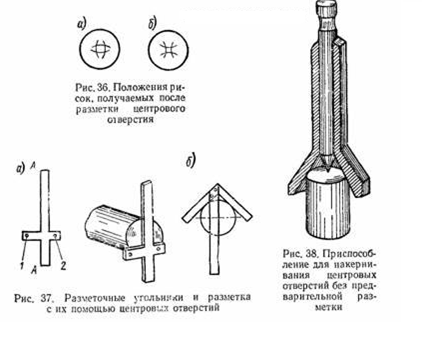 а) б)
Рис. 36. Положения ри-
сок, получаемых после
разметки центрового
отверстия
а) А б)
1 А 2
Рис. 37. Разметочные угольники и разметка
с их помощью центровых отверстий
Рис. 38. Приспособ-
ление для накерни-
вания центровых
отверстий без пред-
варительной раз-
метки